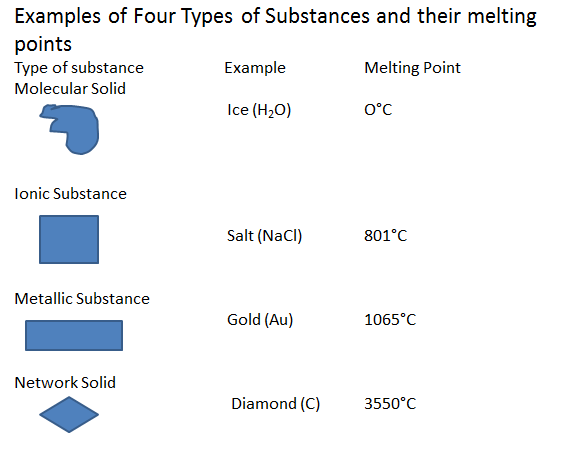 Examples of Four Types of Substances and their melting
points
Type of substance Example Melting Point
Molecular Solid
Ice (H₂O) O°C
Ionic Substance
Salt (NaCl) 801°C
Metallic Substance
Gold (Au) 1065°C
Network Solid
Diamond (C) 3550°C